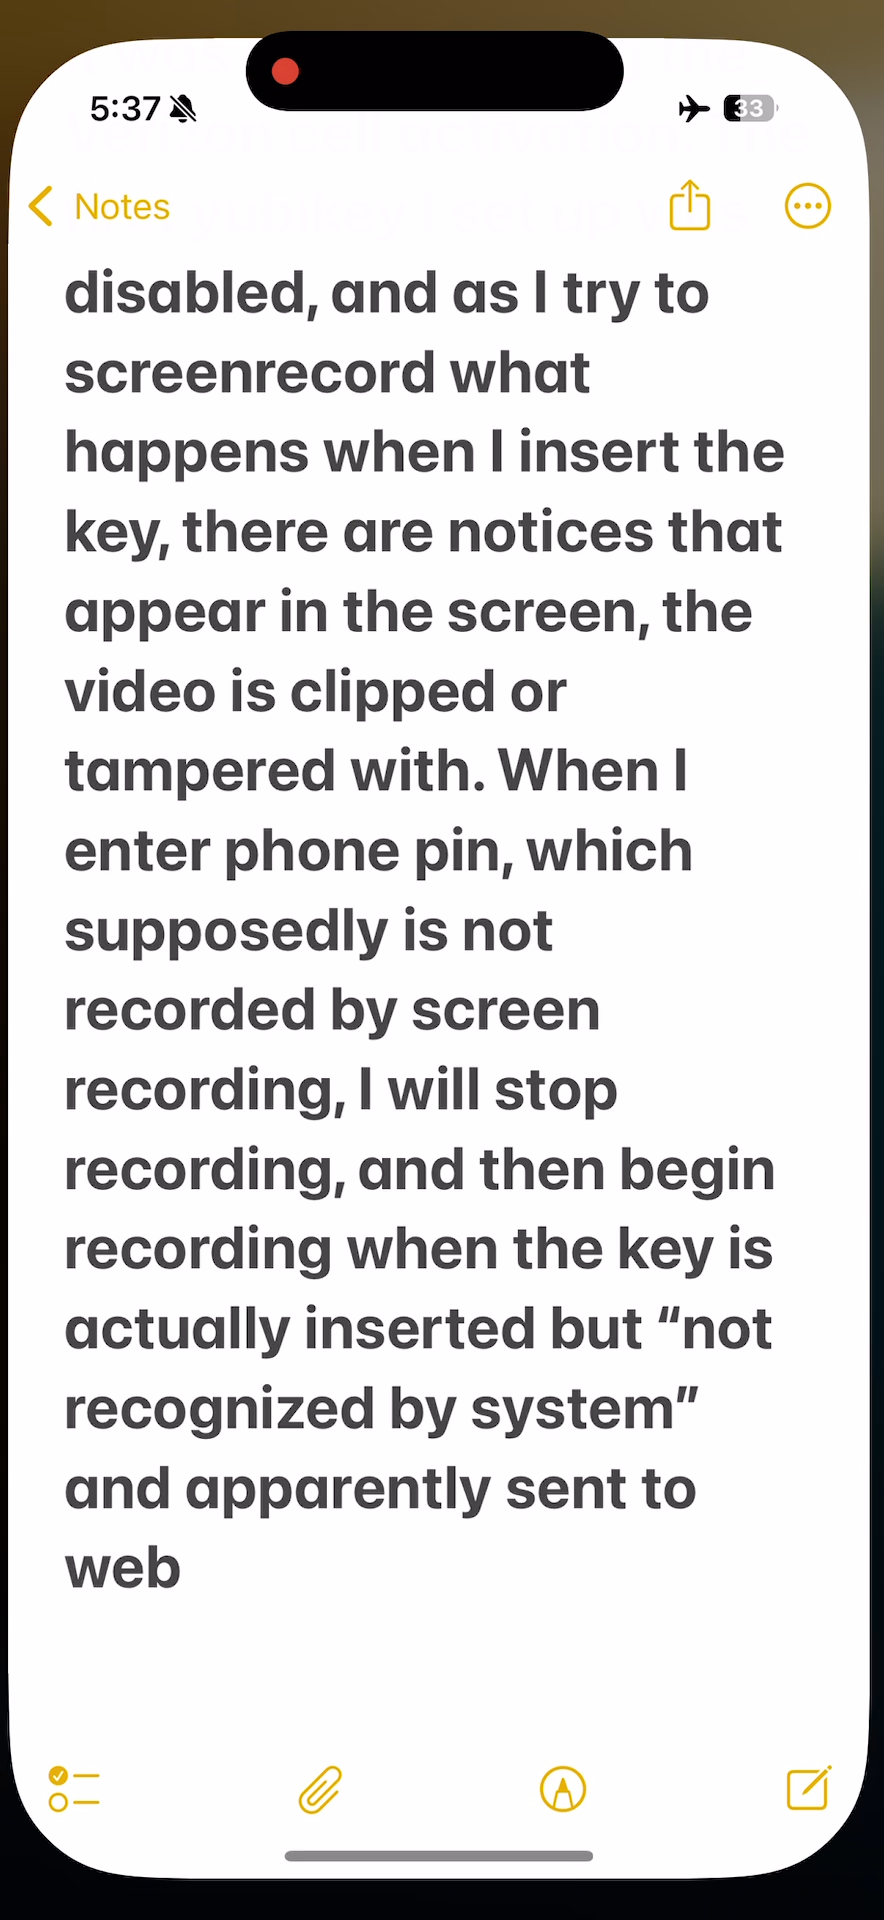 5:37
33
Notes
disabled, and as I try to
screenrecord what
happens when I insert the
key, there are notices that
appear in the screen, the
video is clipped or
tampered with. When I
enter phone pin, which
supposedly is not
recorded by screen
recording, I will stop
recording, and then begin
recording when the key is
actually inserted but “not
recognized by system”
and apparently sent to
web